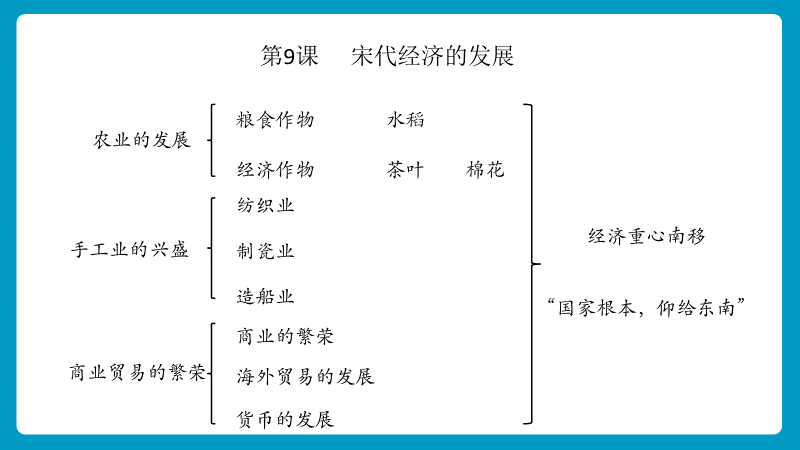 第9课 宋代经济的发展
农业的发展
粮食作物 水稻
经济作物 茶叶 棉花
手工业的兴盛
纺织业
制瓷业
造船业
商业贸易的繁荣
商业的繁荣
海外贸易的发展
货币的发展
经济重心南移
“国家根本，仰给东南”